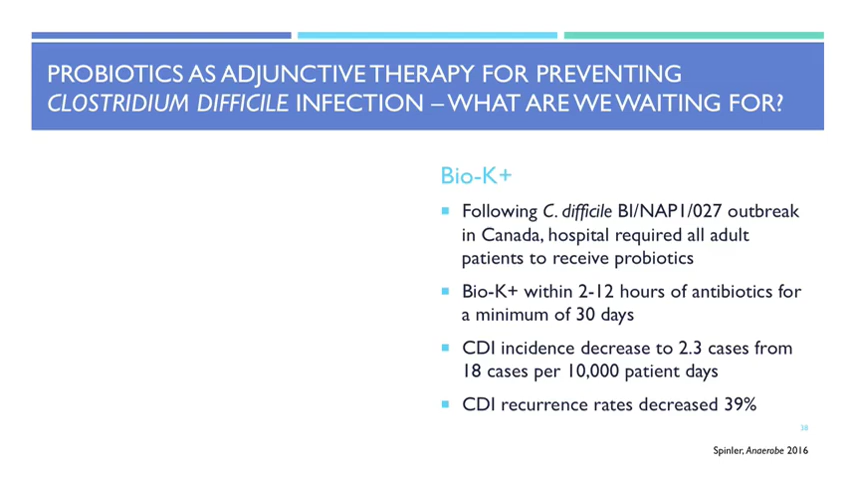 PROBIOTICS AS ADJUNCTIVE THERAPY FOR PREVENTING
CLOSTRIDIUM DIFFICILE INFECTION – WHAT ARE WE WAITING FOR?
Bio-K+
Following C. difficile BI/NAP1/027 outbreak
in Canada, hospital required all adult
patients to receive probiotics
Bio-K+ within 2-12 hours of antibiotics for
a minimum of 30 days
CDI incidence decrease to 2.3 cases from
18 cases per 10,000 patient days
CDI recurrence rates decreased 39%
38
Spinler, Anaerobe 2016